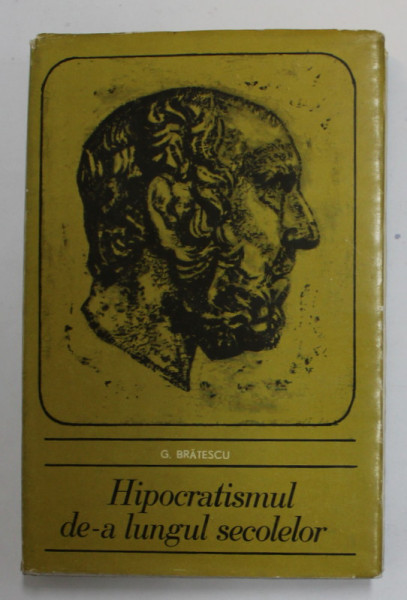 G. BRĂTESCU
Hipocratismul
de-a lungul secolelor